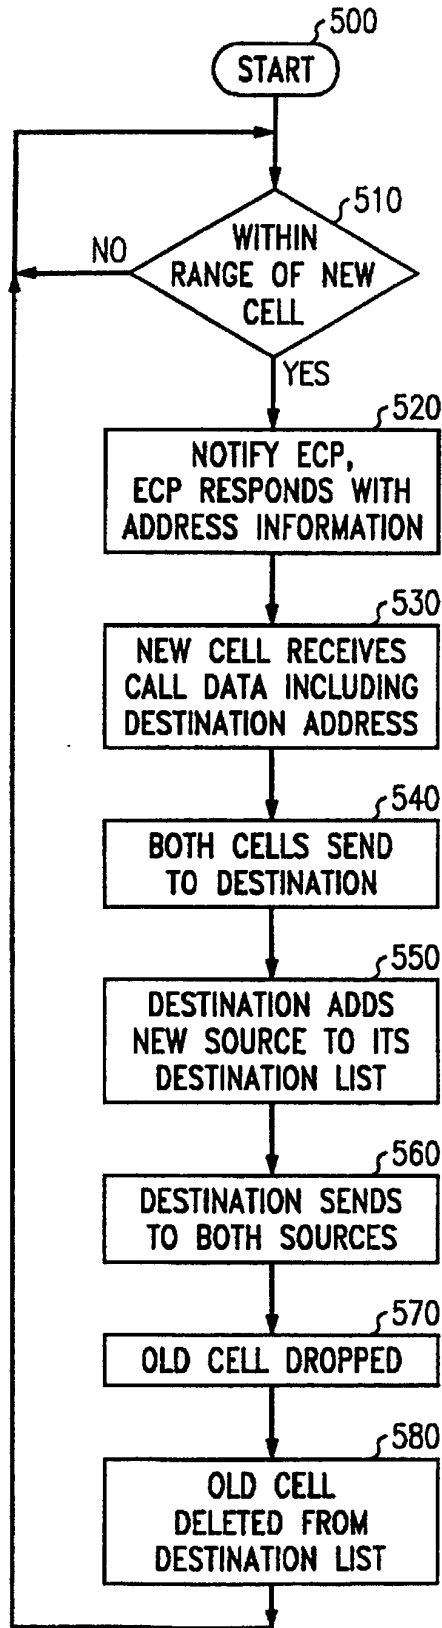 500
START
510
WITHIN
RANGE OF NEW
CELL
NO
YES
520
NOTIFY ECP,
ECP RESPONDS WITH
ADDRESS INFORMATION
530
NEW CELL RECEIVES
CALL DATA INCLUDING
DESTINATION ADDRESS
540
BOTH CELLS SEND
TO DESTINATION
550
DESTINATION ADDS
NEW SOURCE TO ITS
DESTINATION LIST
560
DESTINATION SENDS
TO BOTH SOURCES
570
OLD CELL DROPPED
580
OLD CELL
DELETED FROM
DESTINATION LIST